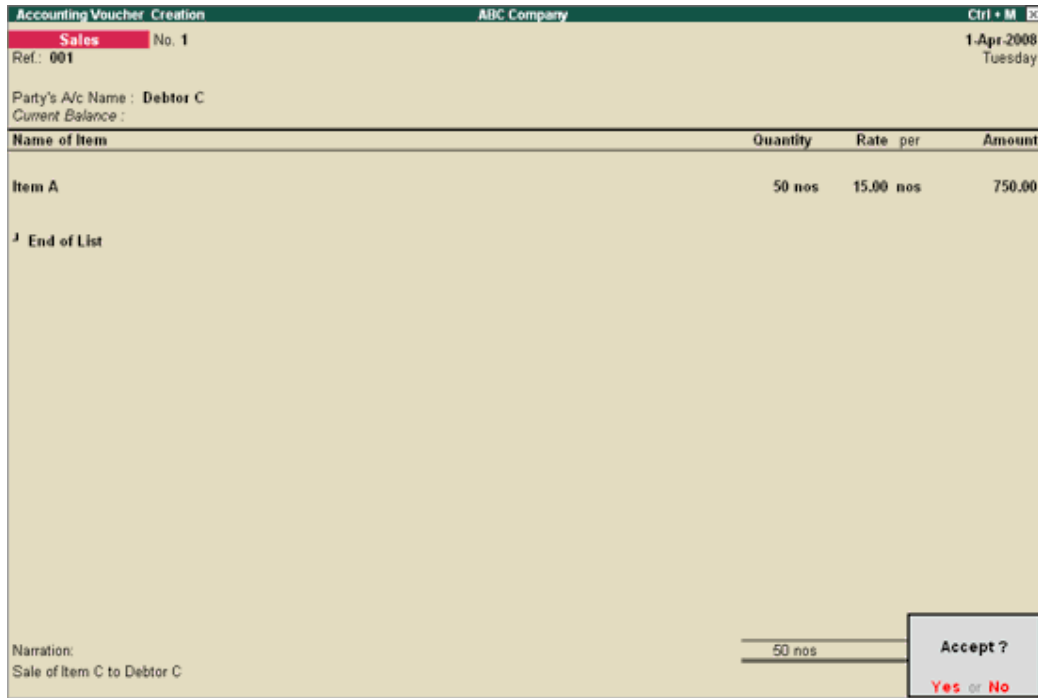 Accounting Voucher Creation ABC Company Ctrl + M
Sales No. 1 1-Apr-2008
Ref.: 001 Tuesday
Party's A/c Name : Debtor C
Current Balance :
Name of Item Quantity Rate per Amount
Item A 50 nos 15.00 nos 750.00
End of List
Narration: 50 nos
Sale of Item C to Debtor C
Accept ?
Yes or No